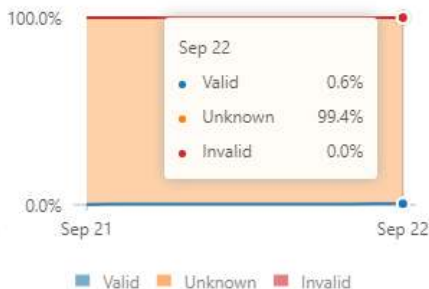 100.0%
Sep 22
Valid 0.6%
Unknown 99.4%
Invalid 0.0%
0.0%
Sep 21 Sep 22
Valid Unknown Invalid